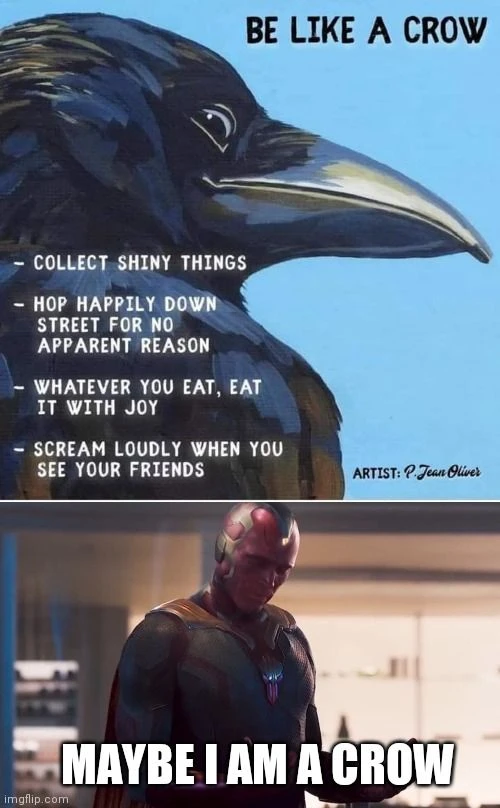 BE LIKE A CROW
- COLLECT SHINY THINGS
- HOP HAPPILY DOWN
STREET FOR NO
APPARENT REASON
- WHATEVER YOU EAT, EAT
IT WITH JOY
- SCREAM LOUDLY WHEN YOU
SEE YOUR FRIENDS
ARTIST: P. Jean Oliver
MAYBE I AM A CROW
imgflip.com